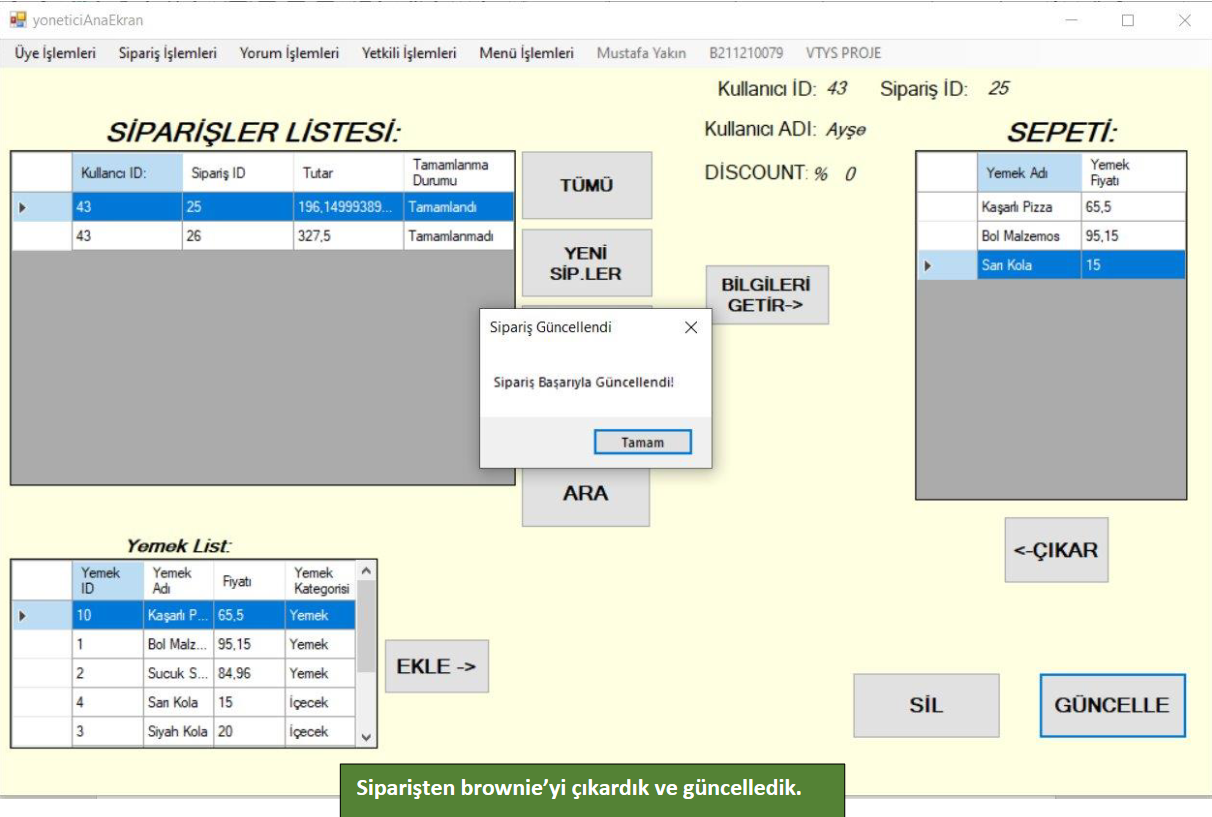 yoneticiAnaEkran
Üye İşlemleri Sipariş İşlemleri Yorum İşlemleri Yetkili İşlemleri Menü İşlemleri Mustafa Yakın B211210079 VTYS PROJE
Kullanıcı İD: 43 Sipariş İD: 25
SİPARİŞLER LİSTESİ:
Kullanıcı ADI: Ayşe
SEPETİ:
DİSCOUNT: % 0
Kullancı ID: Sipariş ID Tutar Tamamlanma
Durumu
43 25 196,14999389... Tamamlandı
43 26 327,5 Tamamlanmadı
TÜMÜ
YENİ
SİP.LER
BİLGİLERİ
GETİR->
Yemek Adı Yemek
Fiyatı
Kaşarlı Pizza 65,5
Bol Malzemos 95,15
Sarı Kola 15
Sipariş Güncellendi
Sipariş Başarıyla Güncellendi!
Tamam
ARA
<-ÇIKAR
Yemek List:
Yemek
ID
Yemek
Adı
Fiyatı
Yemek
Kategorisi
10 Kaşarlı P... 65,5 Yemek
1 Bol Malz... 95,15 Yemek
2 Sucuk S... 84,96 Yemek
4 Sarı Kola 15 İçecek
3 Siyah Kola 20 İçecek
EKLE ->
SİL
GÜNCELLE
Siparişten brownie’yi çıkardık ve güncelledik.